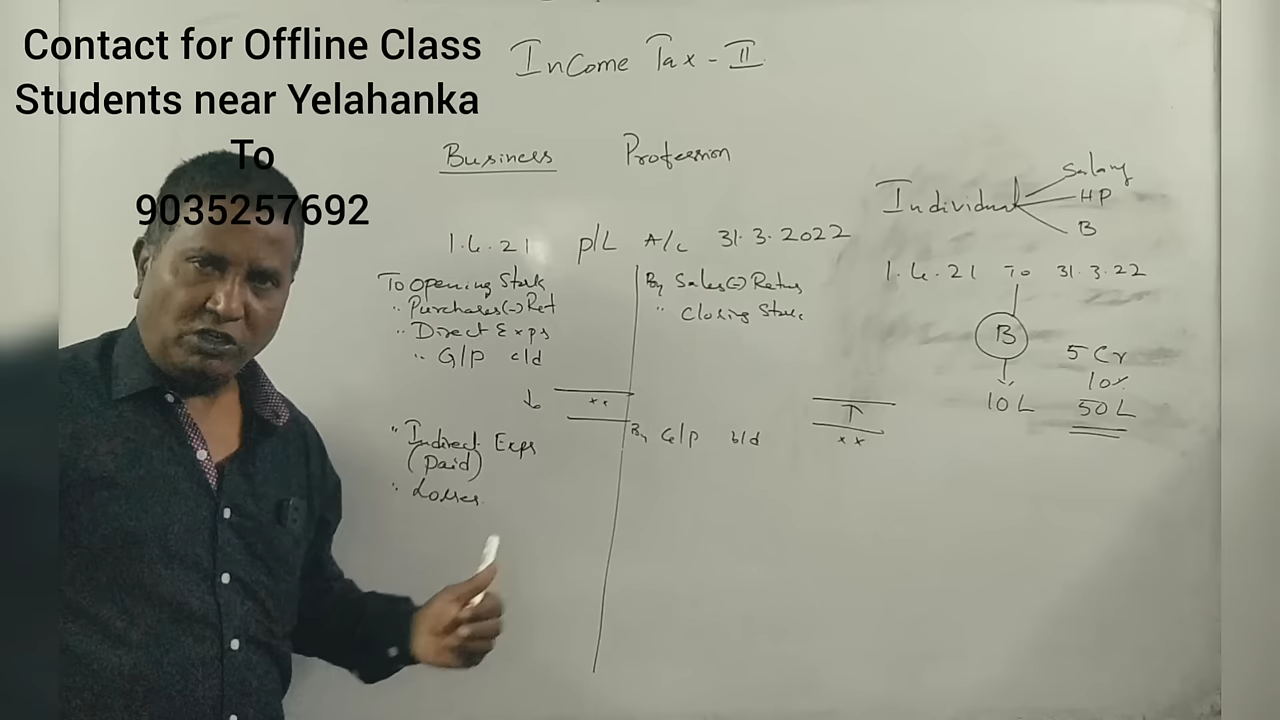 Contact for Offline Class
Students near Yelahanka
To
9035257692
Income Tax - II
Business Profession
1.4.21 P/L A/c 31.3.2022
To Opening Stock
" Purchases(-) Ret
" Direct Exps
" G/P c/d
xx
" Indirect Exps
(Paid)
" Losses
By Sales(-) Return
" Closing Stock
T
xx
By G/P b/d
Individual
Salary
HP
B
1.4.21 To 31.3.22
B
10 L
5 Cr
10%
50 L